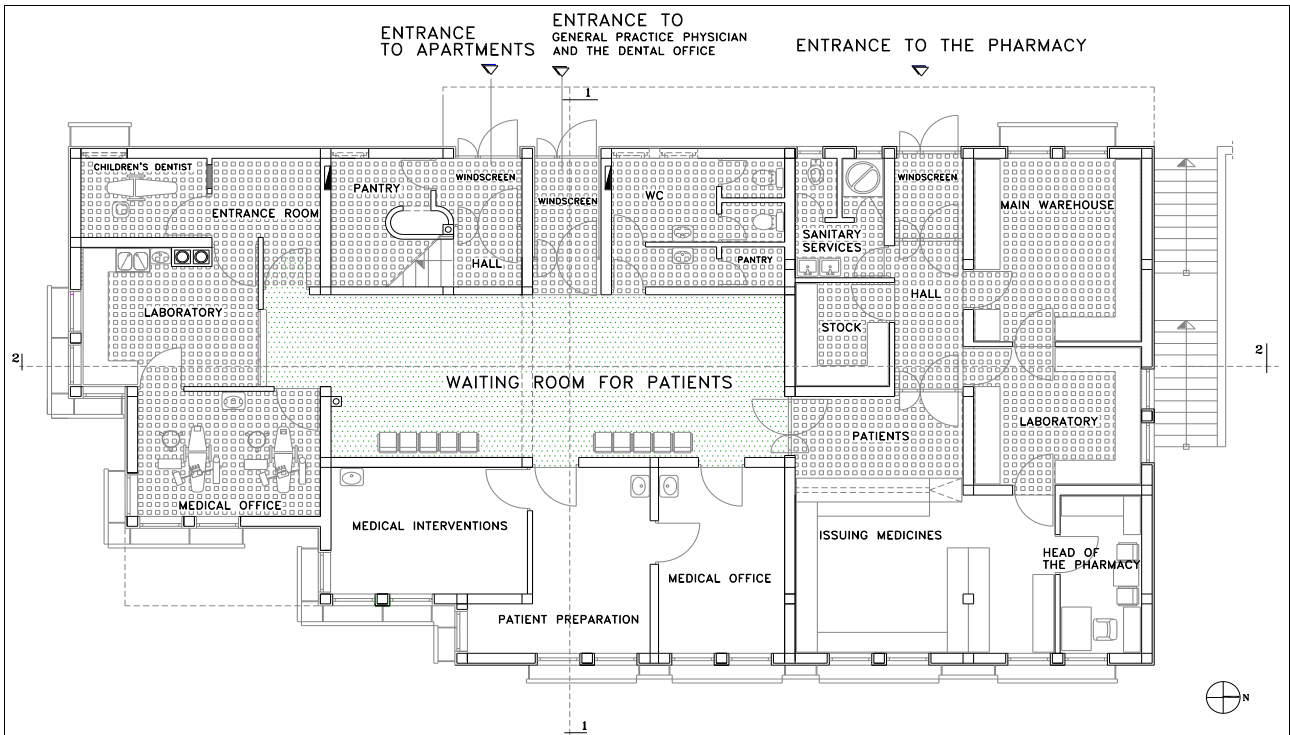 ENTRANCE
TO APARTMENTS
ENTRANCE TO
GENERAL PRACTICE PHYSICIAN
AND THE DENTAL OFFICE
ENTRANCE TO THE PHARMACY
1
CHILDREN'S DENTIST
ENTRANCE ROOM
PANTRY
WINDSCREEN
HALL
WINDSCREEN
WC
PANTRY
SANITARY
SERVICES
WINDSCREEN
MAIN WAREHOUSE
HALL
LABORATORY
STOCK
2
2
WAITING ROOM FOR PATIENTS
PATIENTS
LABORATORY
MEDICAL OFFICE
MEDICAL INTERVENTIONS
ISSUING MEDICINES
HEAD OF
THE PHARMACY
MEDICAL OFFICE
PATIENT PREPARATION
N
1